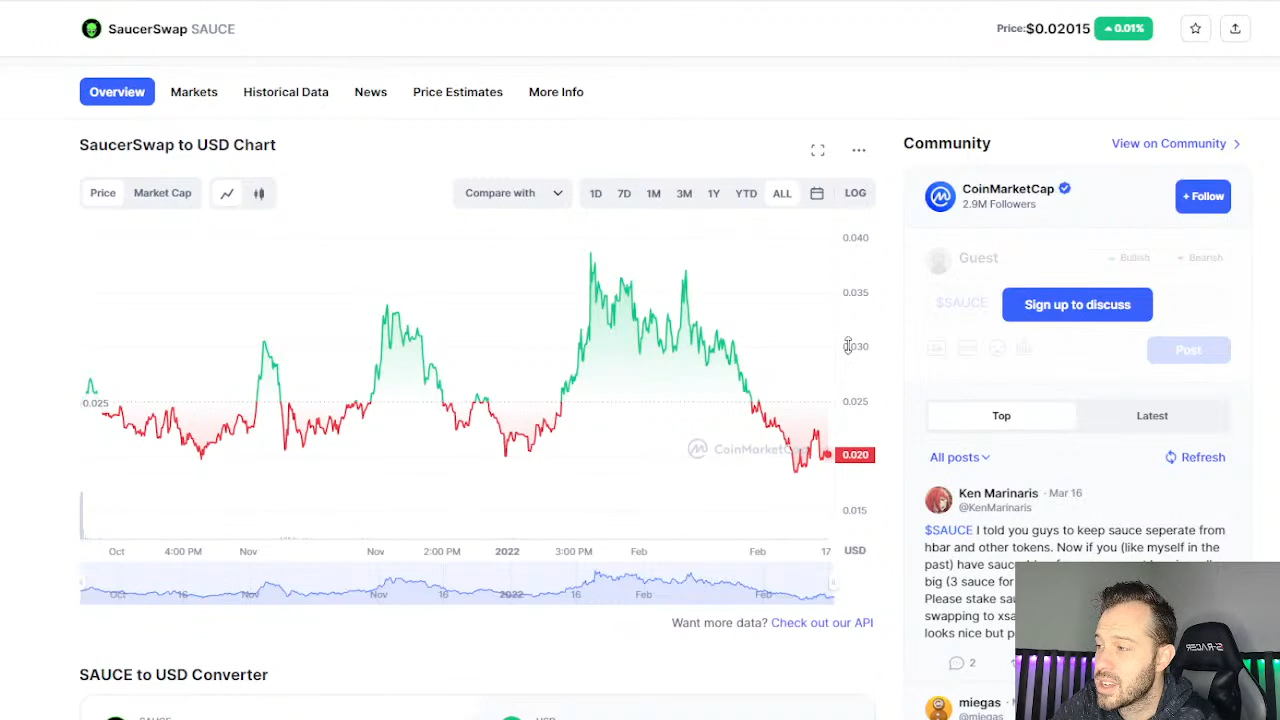 SaucerSwap SAUCE
Price:$0.02015 0.01%
Overview Markets Historical Data News Price Estimates More Info
SaucerSwap to USD Chart
Price Market Cap
Compare with
1D 7D 1M 3M 1Y YTD ALL LOG
0.040
0.035
0.030
0.025 0.025
CoinMarketC
0.020
0.015
Oct 4:00 PM Nov Nov 2:00 PM 2022 3:00 PM Feb Feb 17 USD
Oct 16 Nov Nov 16 2022 16 Feb Feb
Want more data? Check out our API
SAUCE to USD Converter
SAUCE USD
Community View on Community
CoinMarketCap
2.9M Followers
+ Follow
Guest Bullish Bearish
$SAUCE
Sign up to discuss
Post
Top Latest
All posts Refresh
Ken Marinaris · Mar 16
@KenMarinaris
$SAUCE I told you guys to keep sauce seperate from
hbar and other tokens. Now if you (like myself in the
past) have sauc
big (3 sauce for
Please stake sau
swapping to xsa
looks nice but p
2
miegas
@miegas